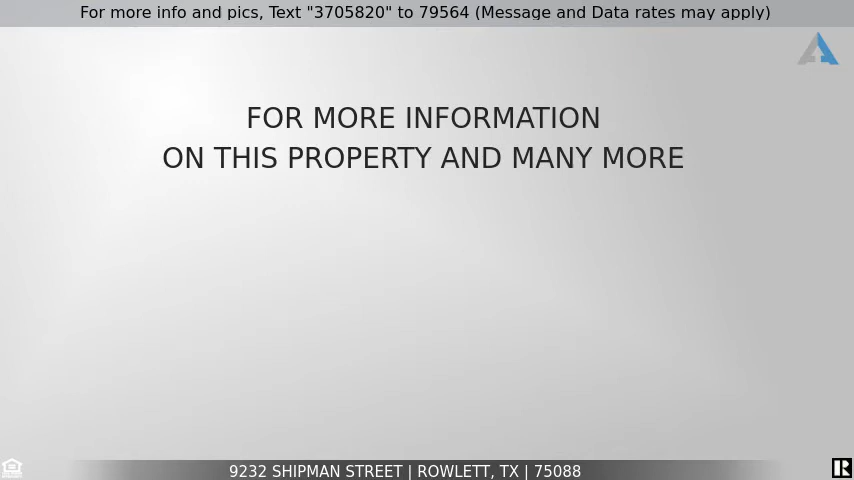 For more info and pics, Text "3705820" to 79564 (Message and Data rates may apply)
FOR MORE INFORMATION
ON THIS PROPERTY AND MANY MORE
9232 SHIPMAN STREET | ROWLETT, TX | 75088